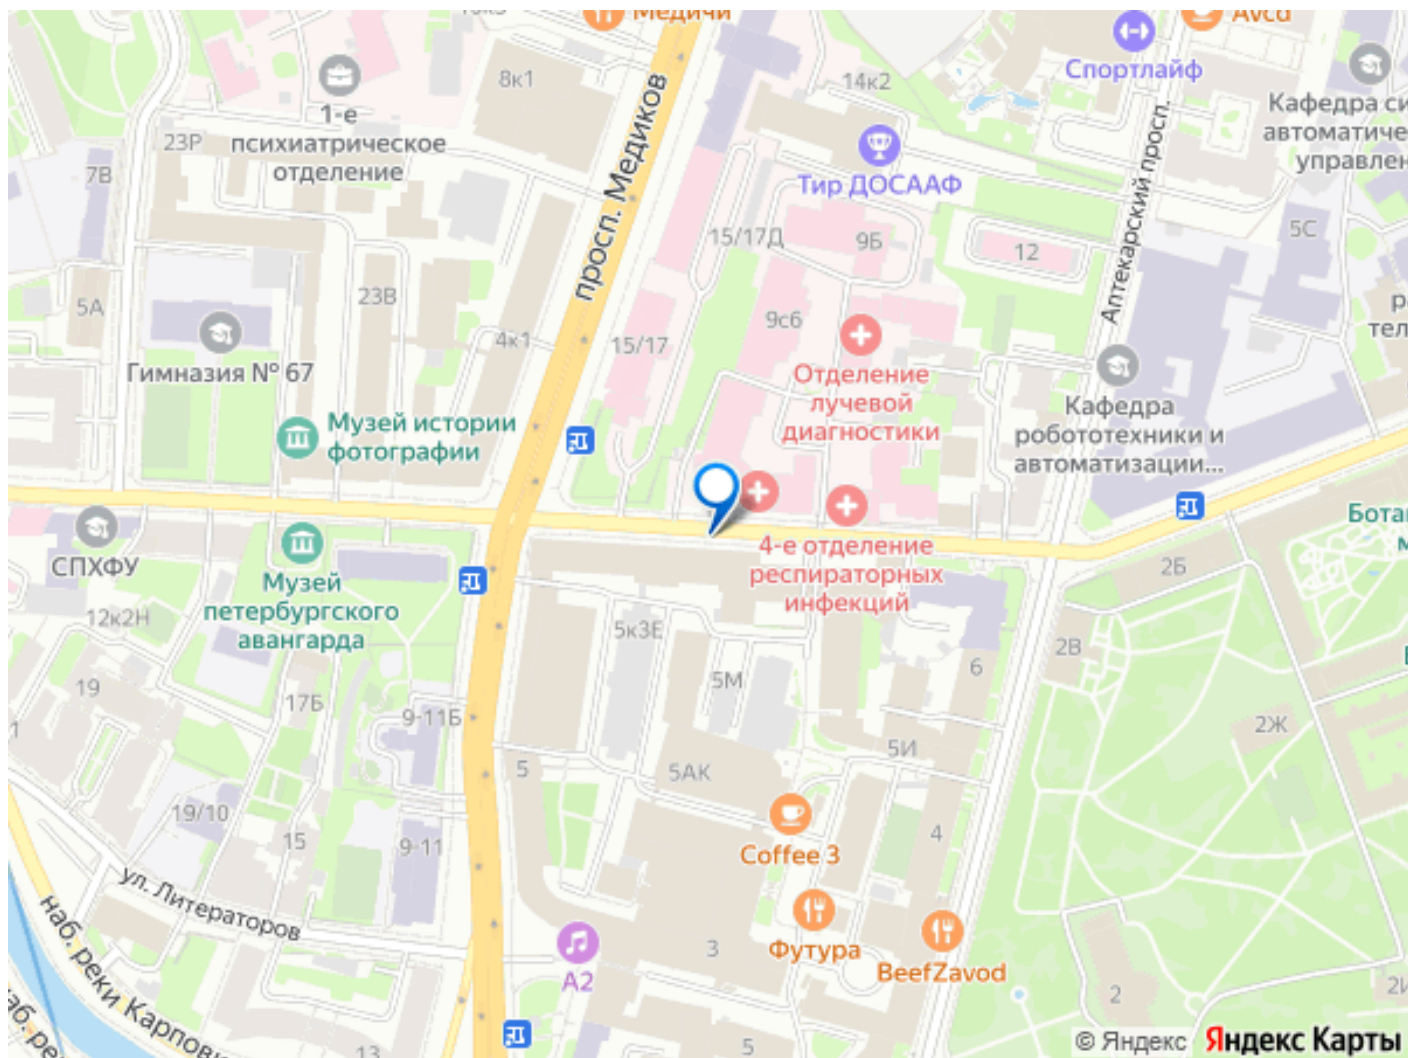 Медичи
Avcd
8к1
14к2
Спортлайф
1-е
психиатрическое
отделение
23Р
7В
просп. Медиков
Тир ДОСААФ
Аптекарский просп.
Кафедра
автоматиче
управлен
15/17Д
9Б
12
5С
5А
23В
4к1
15/17
9с6
Гимназия № 67
Отделение
лучевой
диагностики
Кафедра
робототехники и
автоматизации...
Музей истории
фотографии
СПХФУ
Музей
петербургского
авангарда
4-е отделение
респираторных
инфекций
2Б
12к2Н
5к3Е
2В
6
19
17Б
9-11Б
5М
5И
2Ж
5
5АК
19/10
15
9-11
4
Coffee 3
ул. Литераторов
наб. реки Карповки
Футура
BeefZavod
А2
3
2
13
5
© Яндекс Яндекс Карты